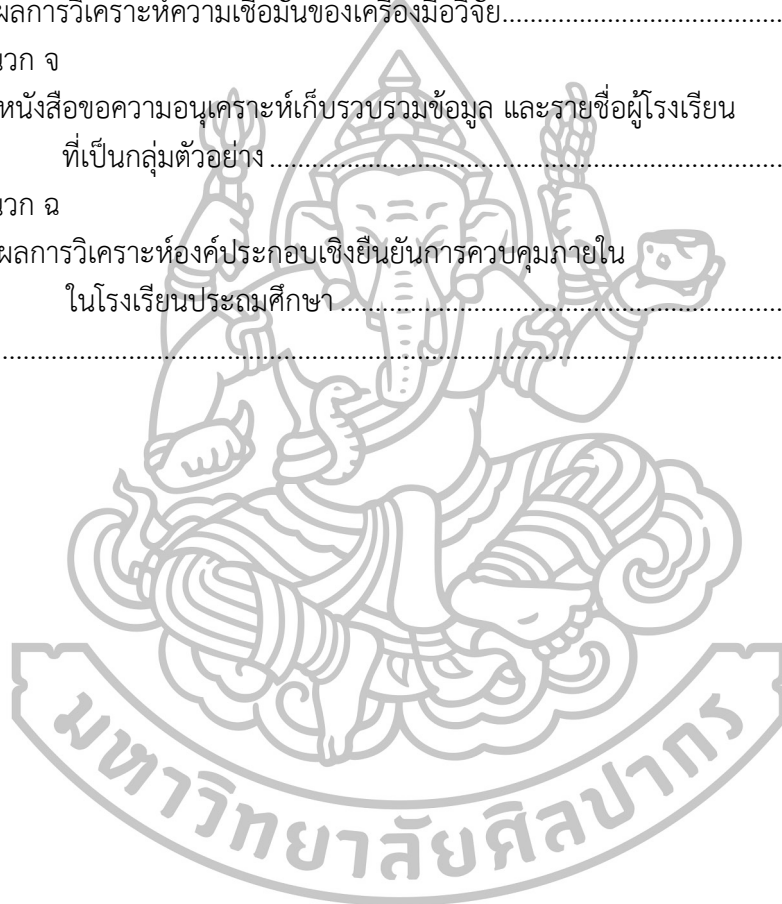 ผลการวิเคราะห์ความเชื่อมั่นของเครื่องมือวิจัย........................................
นวก จ
หนังสือขอความอนุเคราะห์เก็บรวบรวมข้อมูล และรายชื่อผู้โรงเรียน
ที่เป็นกลุ่มตัวอย่าง........................................................................
นวก ฉ
ผลการวิเคราะห์องค์ประกอบเชิงยืนยันการควบคุมภายใน
ในโรงเรียนประถมศึกษา................................................................
....................................................................................................
มหาวิทยาลัยศิลปากร